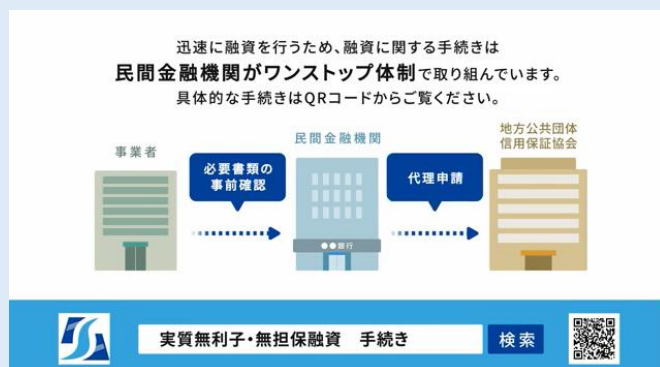 迅速に融資を行うため、融資に関する手続きは
民間金融機関がワンストップ体制で取り組んでいます。
具体的な手続きはQRコードからご覧ください。
事業者
必要書類の
事前確認
民間金融機関
●●銀行
代理申請
地方公共団体
信用保証協会
実質無利子・無担保融資 手続き
検索